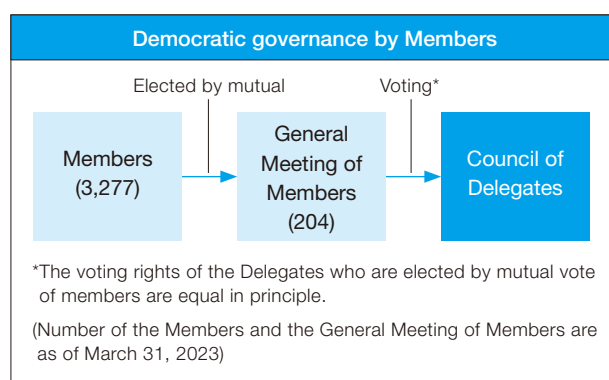 Democratic governance by Members
Elected by mutual
Voting*
Members
(3,277)
General
Meeting of
Members
(204)
Council of
Delegates
*The voting rights of the Delegates who are elected by mutual vote
of members are equal in principle.
(Number of the Members and the General Meeting of Members are
as of March 31, 2023)